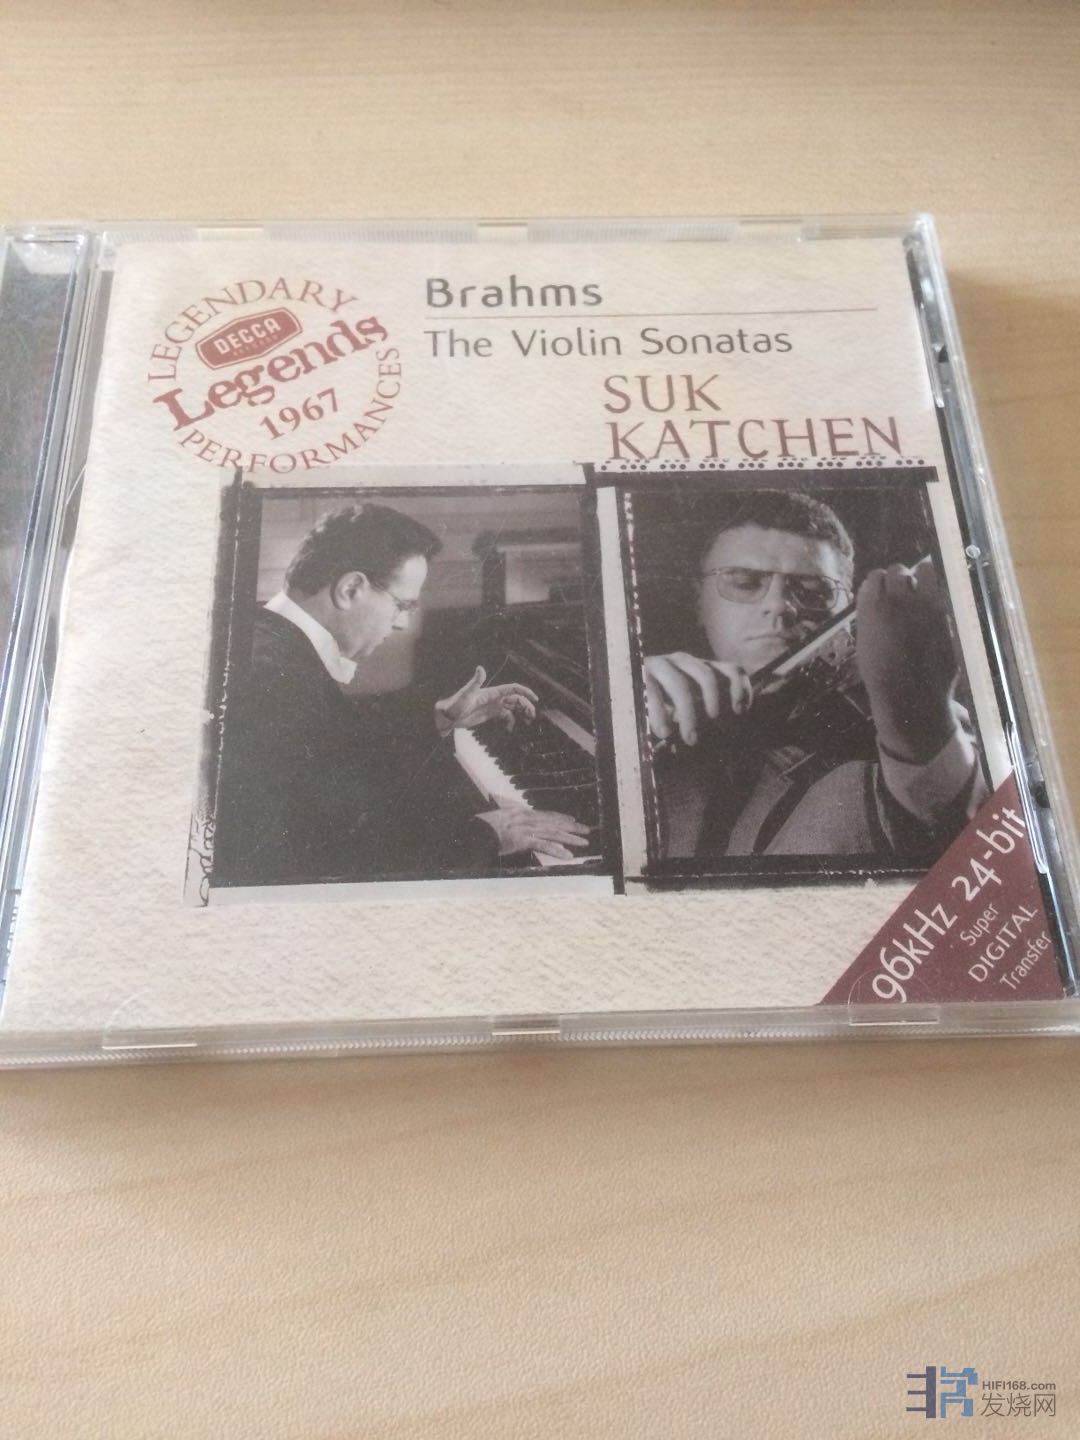 LEGENDARY
DECCA
Legends
1967
PERFORMANCES
Brahms
The Violin Sonatas
SUK
KATCHEN
96kHz 24-bit
Super
DIGITAL
Transfer
HIFI168.com
发烧网